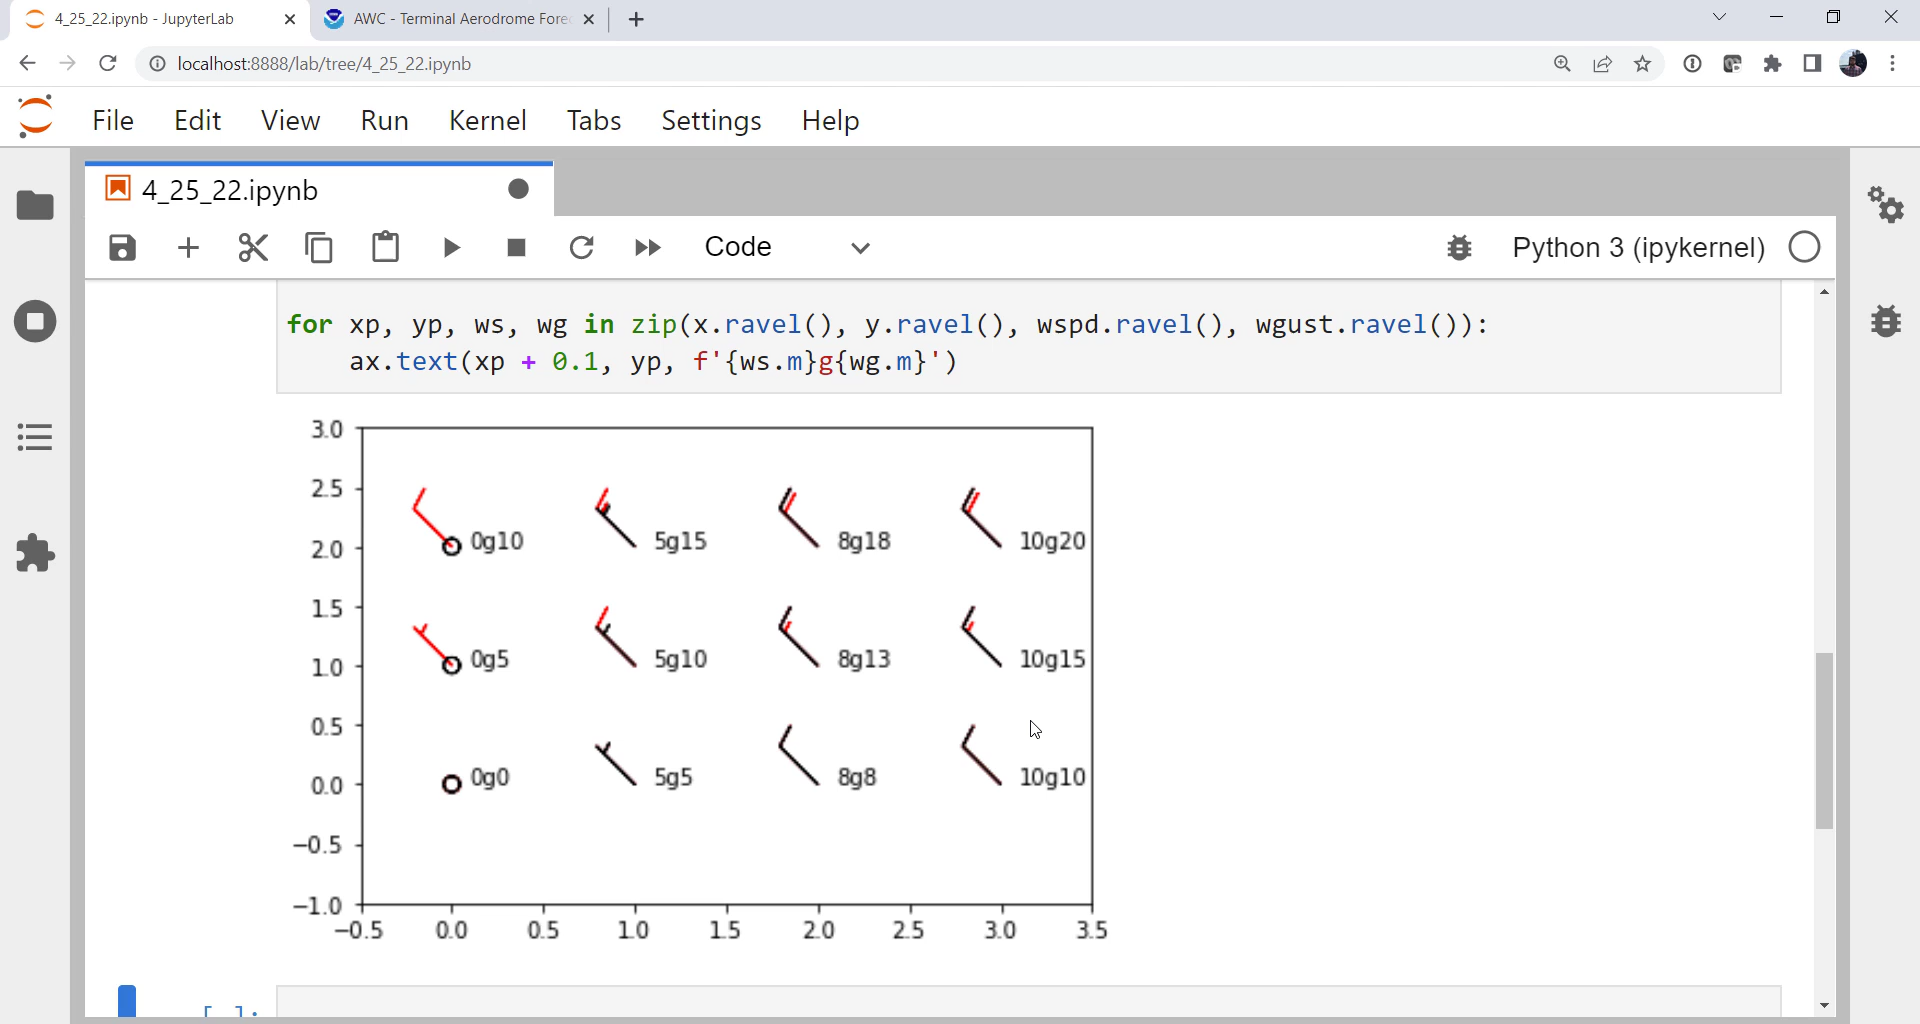 4_25_22.ipynb - JupyterLab
AWC - Terminal Aerodrome Fore
localhost:8888/lab/tree/4_25_22.ipynb
File Edit View Run Kernel Tabs Settings Help
4_25_22.ipynb
Code
Python 3 (ipykernel)
for xp, yp, ws, wg in zip(x.ravel(), y.ravel(), wspd.ravel(), wgust.ravel()):
ax.text(xp + 0.1, yp, f'{ws.m}g{wg.m}')
3.0
2.5
0g10 5g15 8g18 10g20
2.0
1.5
0g5 5g10 8g13 10g15
1.0
0.5
0g0 5g5 8g8 10g10
0.0
−0.5
−1.0
−0.5 0.0 0.5 1.0 1.5 2.0 2.5 3.0 3.5
[ ]: